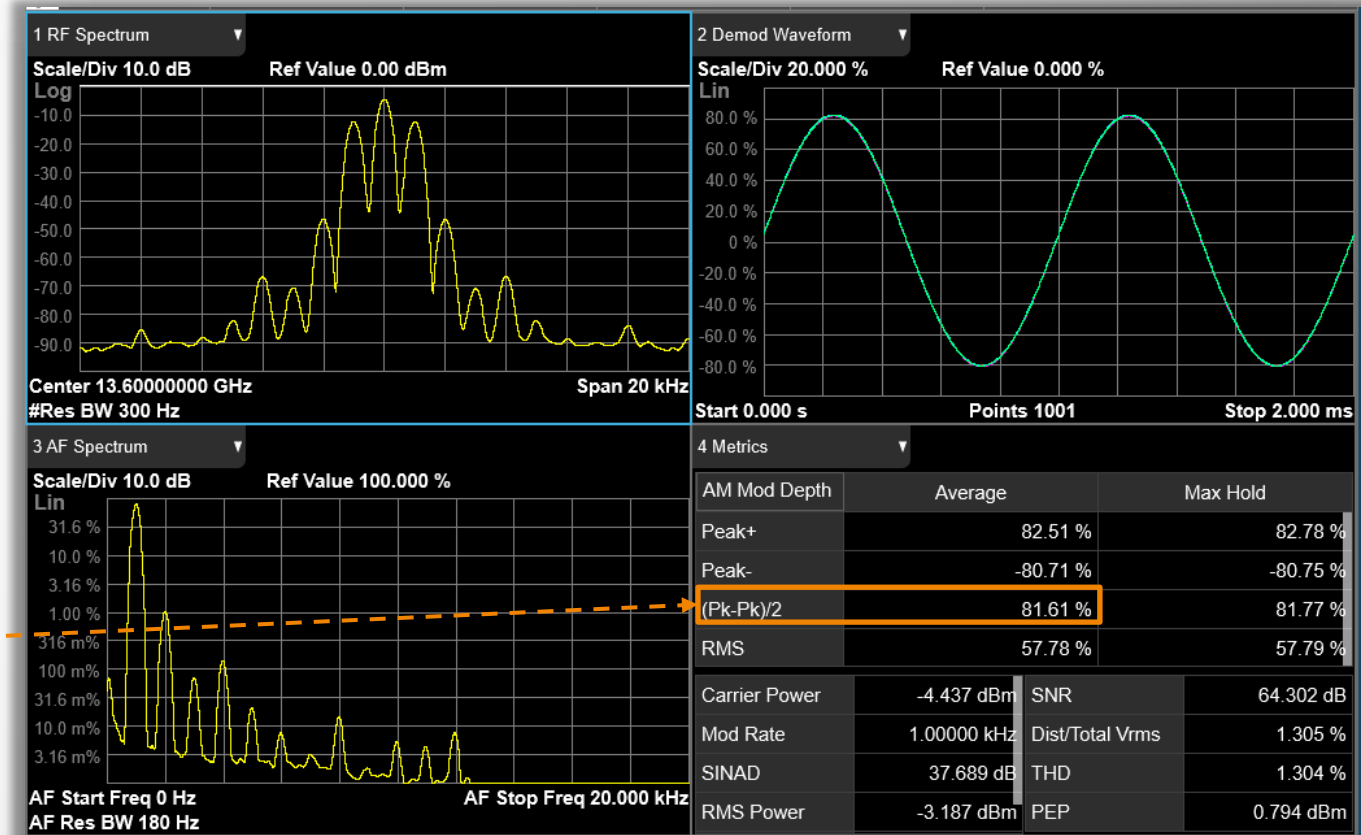 1 RF Spectrum
Scale/Div 10.0 dB Ref Value 0.00 dBm
Log
-10.0
-20.0
-30.0
-40.0
-50.0
-60.0
-70.0
-80.0
-90.0
Center 13.60000000 GHz Span 20 kHz
#Res BW 300 Hz
2 Demod Waveform
Scale/Div 20.000 % Ref Value 0.000 %
Lin
80.0 %
60.0 %
40.0 %
20.0 %
0 %
-20.0 %
-40.0 %
-60.0 %
-80.0 %
Start 0.000 s Points 1001 Stop 2.000 ms
3 AF Spectrum
Scale/Div 10.0 dB Ref Value 100.000 %
Lin
31.6 %
10.0 %
3.16 %
1.00 %
316 m%
100 m%
31.6 m%
10.0 m%
3.16 m%
AF Start Freq 0 Hz AF Stop Freq 20.000 kHz
AF Res BW 180 Hz
4 Metrics
AM Mod Depth Average Max Hold
Peak+ 82.51 % 82.78 %
Peak- -80.71 % -80.75 %
(Pk-Pk)/2 81.61 % 81.77 %
RMS 57.78 % 57.79 %
Carrier Power -4.437 dBm SNR 64.302 dB
Mod Rate 1.00000 kHz Dist/Total Vrms 1.305 %
SINAD 37.689 dB THD 1.304 %
RMS Power -3.187 dBm PEP 0.794 dBm